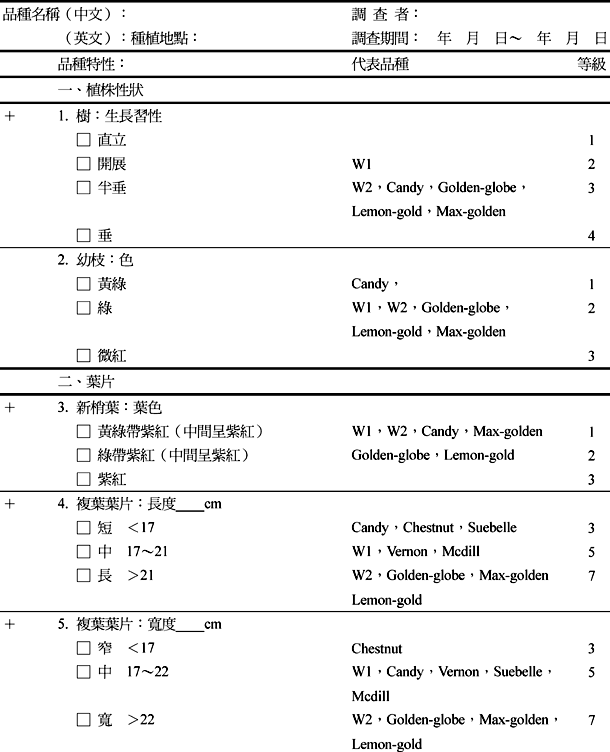 品種名稱（中文）： 調 查 者：
（英文）：種植地點： 調查期間： 年 月 日～ 年 月 日
品種特性： 代表品種 等級
一、植株性狀
＋ 1. 樹：生長習性
□ 直立 1
□ 開展 W1 2
□ 半垂 W2，Candy，Golden-globe， 3
Lemon-gold，Max-golden
□ 垂 4
2. 幼枝：色
□ 黃綠 Candy， 1
□ 綠 W1，W2，Golden-globe， 2
Lemon-gold，Max-golden
□ 微紅 3
二、葉片
＋ 3. 新梢葉：葉色
□ 黃綠帶紫紅（中間呈紫紅） W1，W2，Candy，Max-golden 1
□ 綠帶紫紅（中間呈紫紅） Golden-globe，Lemon-gold 2
□ 紫紅 3
＋ 4. 複葉葉片：長度____cm
□ 短 ＜17 Candy，Chestnut，Suebelle 3
□ 中 17～21 W1，Vernon，Mcdill 5
□ 長 >21 W2，Golden-globe，Max-golden 7
Lemon-gold
＋ 5. 複葉葉片：寬度____cm
□ 窄 ＜17 Chestnut 3
□ 中 17～22 W1，Candy，Vernon，Suebelle， 5
Mcdill
□ 寬 >22 W2，Golden-globe，Max-golden， 7
Lemon-gold